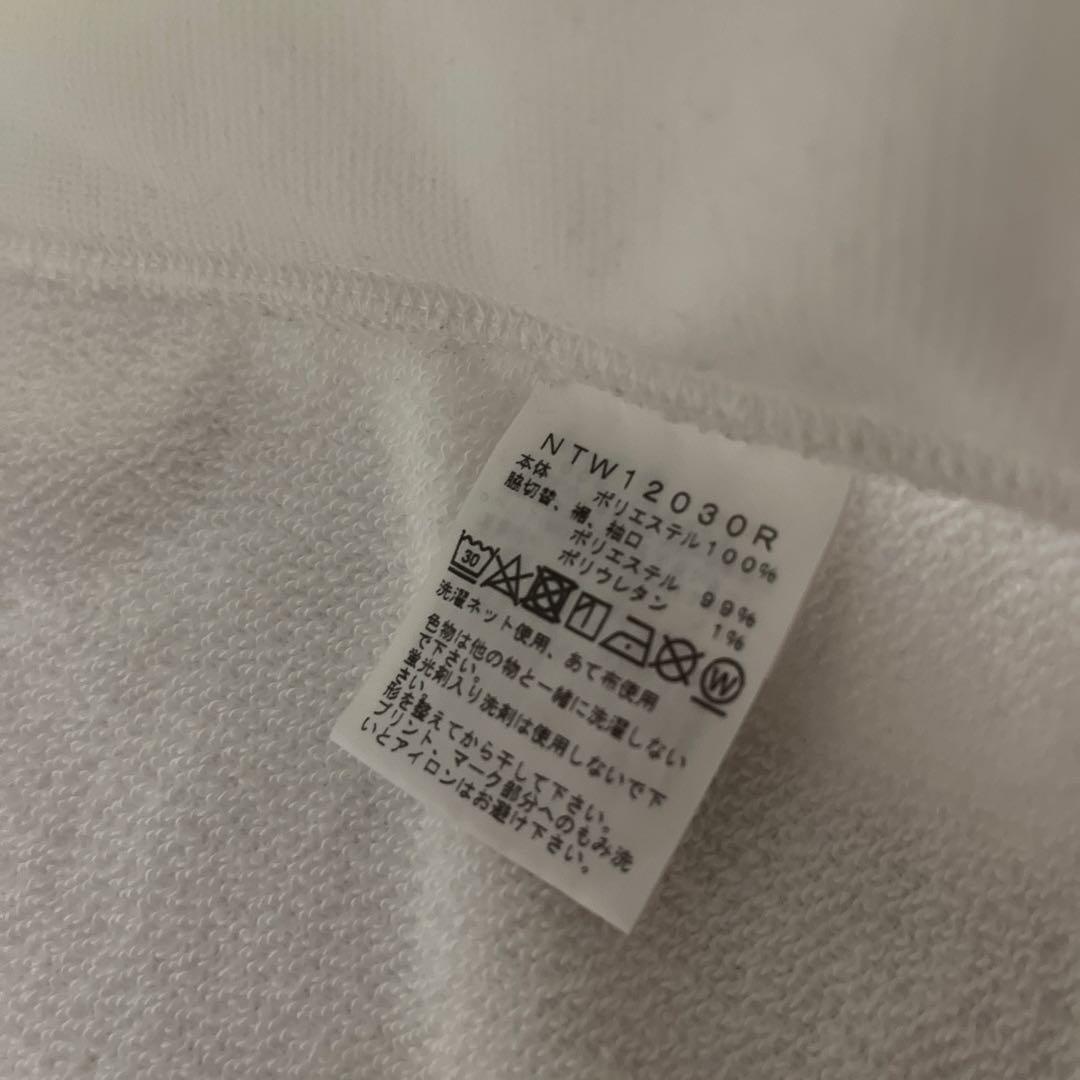 NTW12030R
本体 ポリエステル100%
脇切替、裾、袖口
ポリエステル 99%
ポリウレタン 1%
30 W
洗濯ネット使用、あて布使用
色物は他の物と一緒に洗濯しない
で下さい。
蛍光剤入り洗剤は使用しないで下
さい。
形を整えてから干して下さい。
プリント、マーク部分へのもみ洗
いとアイロンはお避け下さい。